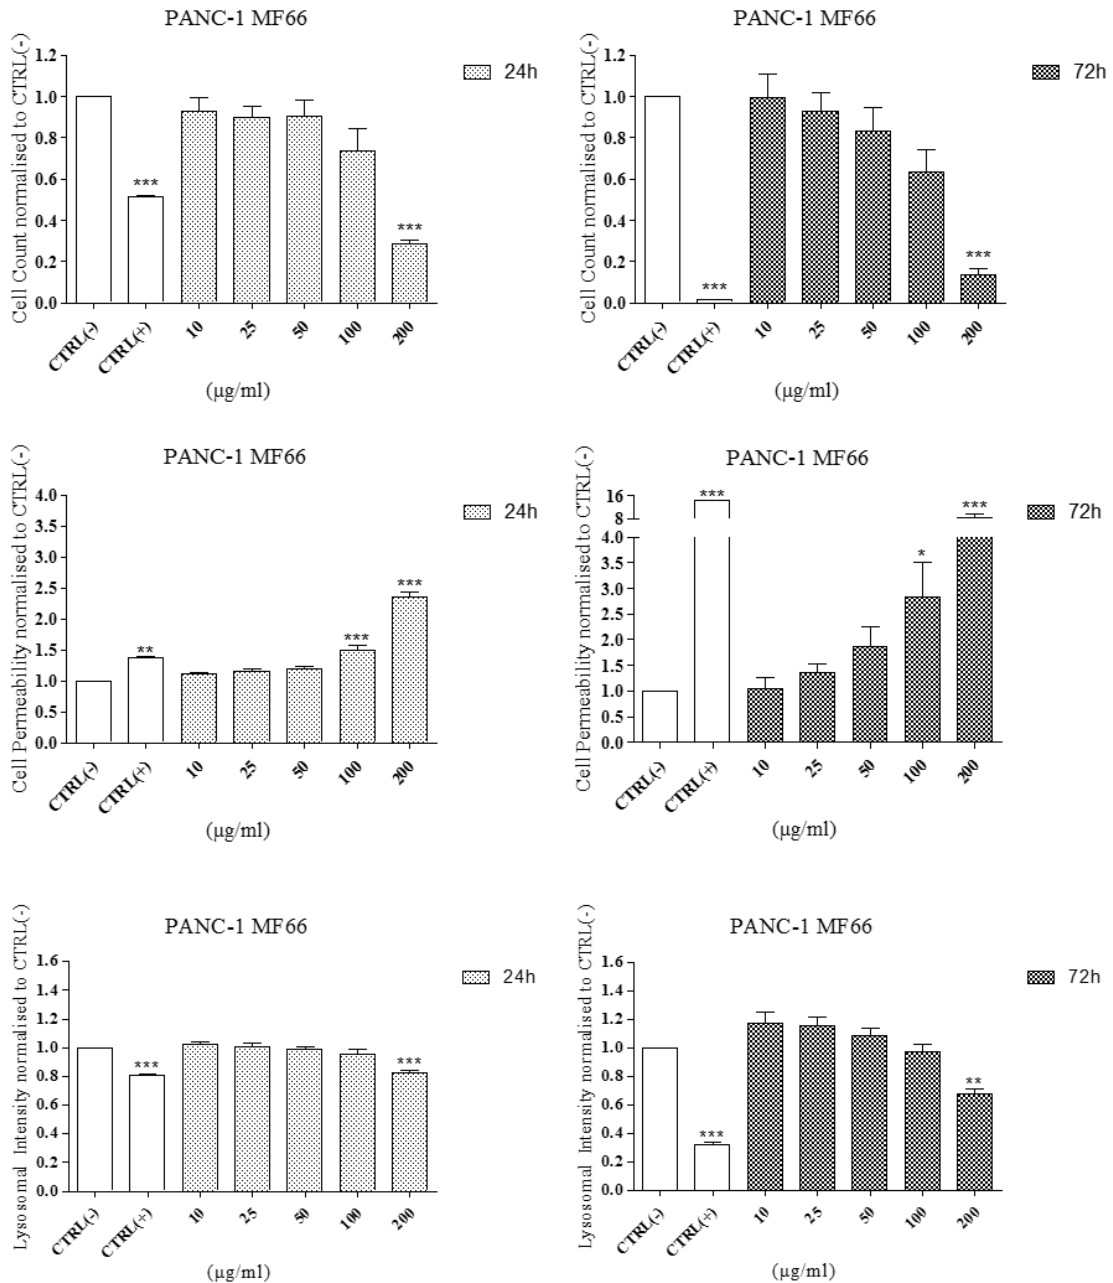 PANC-1 MF66
Cell Count normalised to CTRL(-)
1.2
1.0
0.8
0.6
0.4
0.2
0.0
***
***
CTRL(-)
CTRL(+)
10
25
50
100
200
(µg/ml)
24h
PANC-1 MF66
Cell Count normalised to CTRL(-)
1.2
1.0
0.8
0.6
0.4
0.2
0.0
***
***
CTRL(-)
CTRL(+)
10
25
50
100
200
(µg/ml)
72h
PANC-1 MF66
Cell Permeability normalised to CTRL(-)
4.0
3.5
3.0
2.5
2.0
1.5
1.0
0.5
0.0
**
***
***
CTRL(-)
CTRL(+)
10
25
50
100
200
(µg/ml)
24h
PANC-1 MF66
Cell Permeability normalised to CTRL(-)
16
8
4.0
3.5
3.0
2.5
2.0
1.5
1.0
0.5
0.0
***
*
***
CTRL(-)
CTRL(+)
10
25
50
100
200
(µg/ml)
72h
PANC-1 MF66
Lysosomal Intensity normalised to CTRL(-)
1.6
1.4
1.2
1.0
0.8
0.6
0.4
0.2
0.0
***
***
CTRL(-)
CTRL(+)
10
25
50
100
200
(µg/ml)
24h
PANC-1 MF66
Lysosomal Intensity normalised to CTRL(-)
1.6
1.4
1.2
1.0
0.8
0.6
0.4
0.2
0.0
***
**
CTRL(-)
CTRL(+)
10
25
50
100
200
(µg/ml)
72h